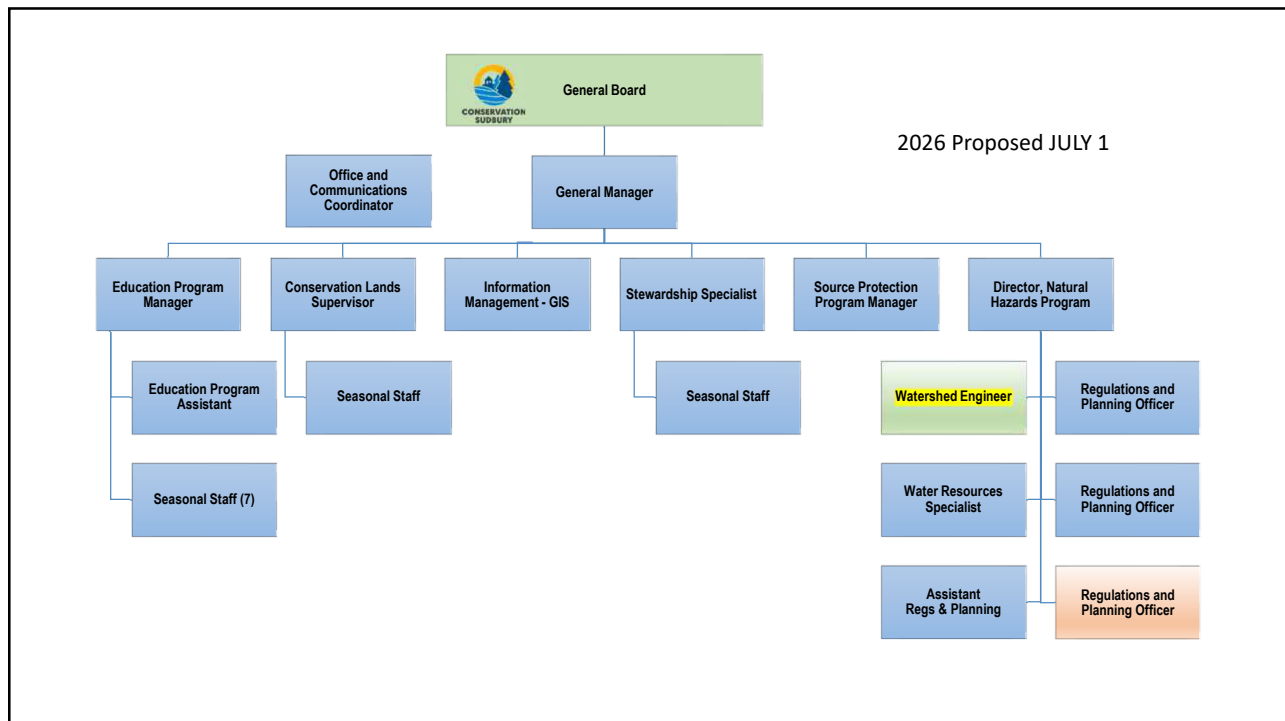 CONSERVATION
SUDBURY
General Board
2026 Proposed JULY 1
Office and
Communications
Coordinator
General Manager
Education Program
Manager
Conservation Lands
Supervisor
Information
Management - GIS
Stewardship Specialist
Source Protection
Program Manager
Director, Natural
Hazards Program
Education Program
Assistant
Seasonal Staff
Seasonal Staff
Watershed Engineer
Regulations and
Planning Officer
Seasonal Staff (7)
Water Resources
Specialist
Regulations and
Planning Officer
Assistant
Regs & Planning
Regulations and
Planning Officer